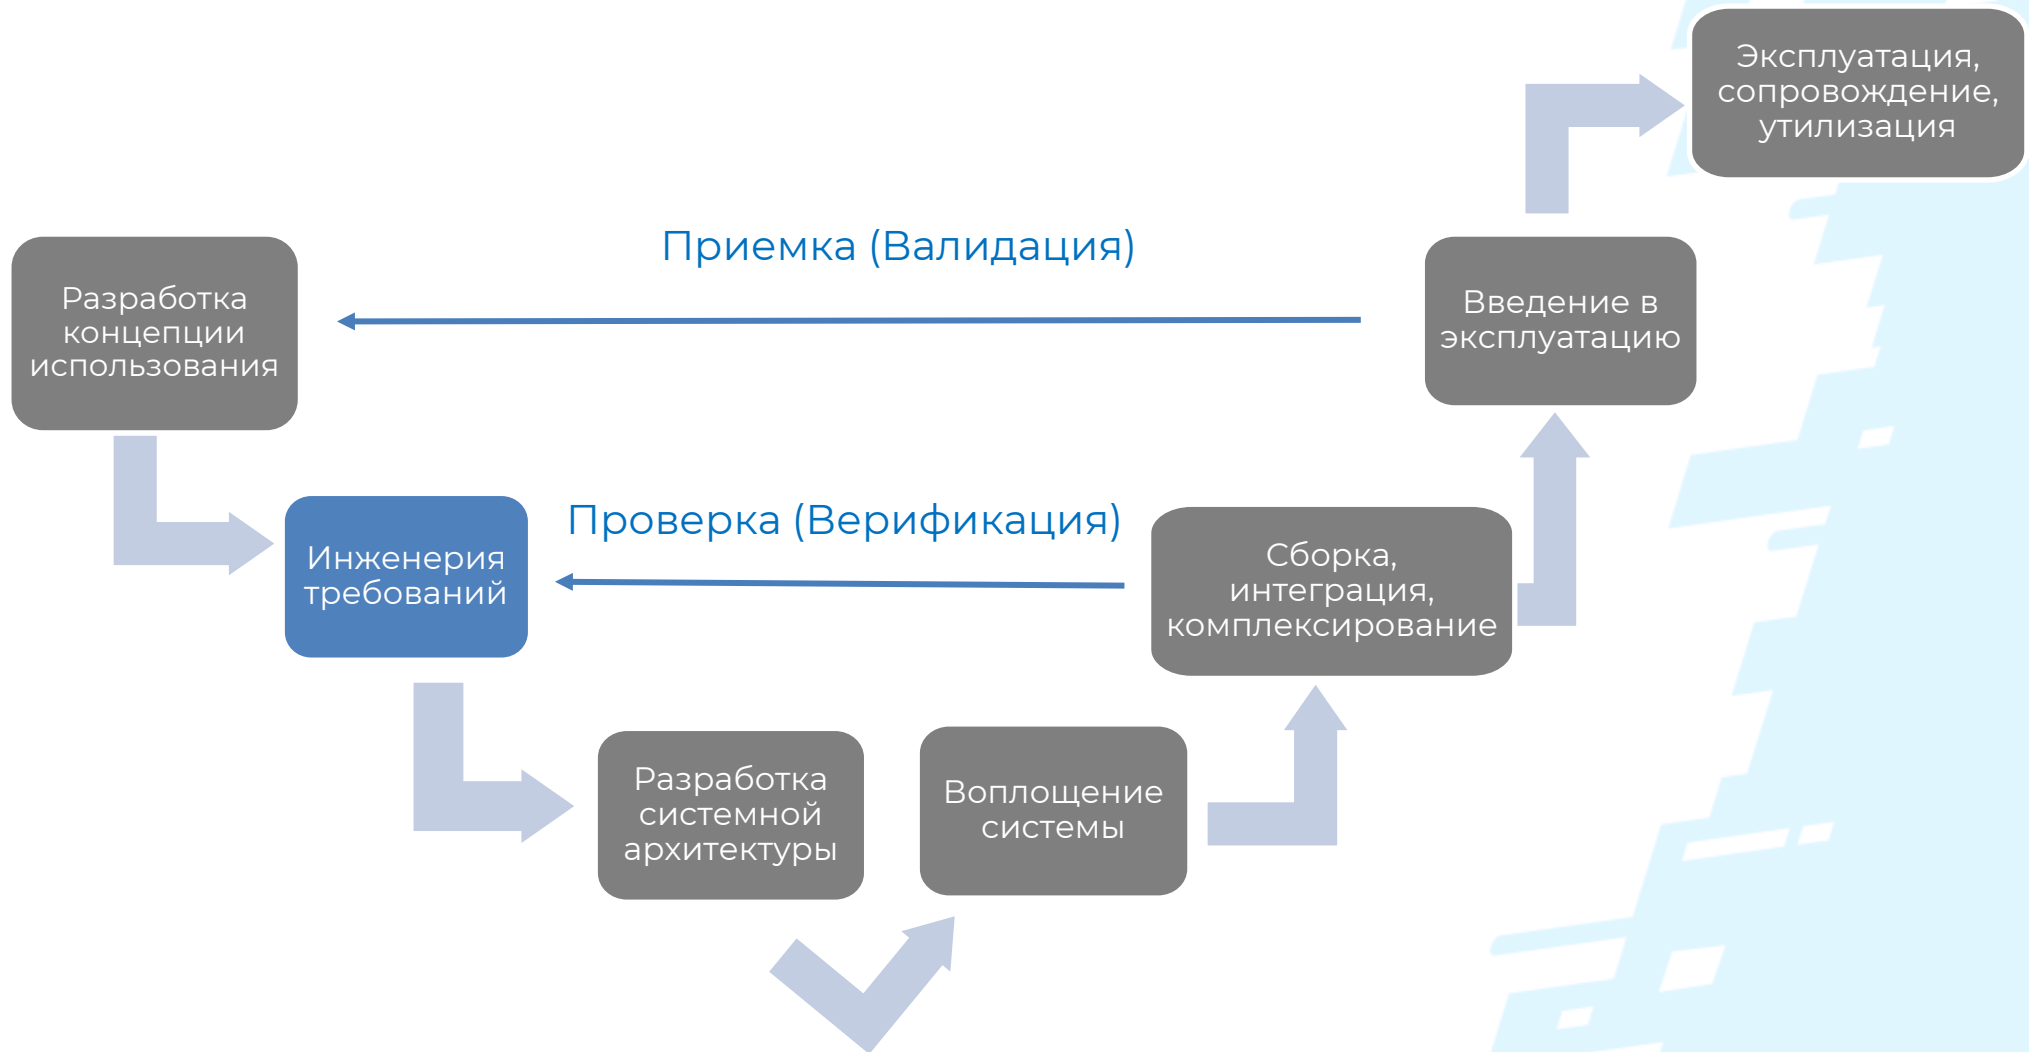 Эксплуатация,
сопровождение,
утилизация
Приемка (Валидация)
Разработка
концепции
использования
Введение в
эксплуатацию
Проверка (Верификация)
Инженерия
требований
Сборка,
интеграция,
комплексирование
Разработка
системной
архитектуры
Воплощение
системы